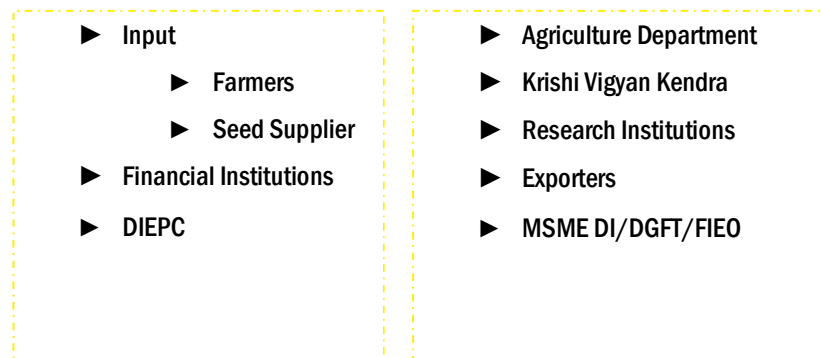 ► Input
► Farmers
► Seed Supplier
► Financial Institutions
► DIEPC
► Agriculture Department
► Krishi Vigyan Kendra
► Research Institutions
► Exporters
► MSME DI/DGFT/FIEO